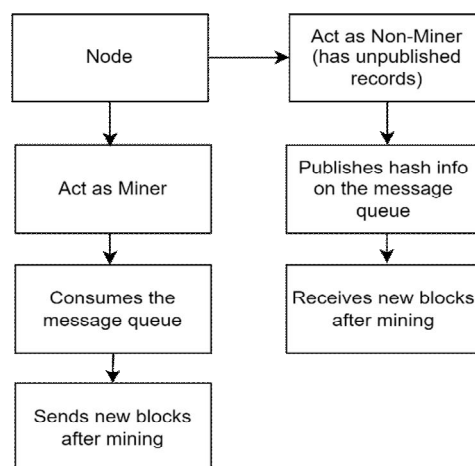 Node
Act as Non-Miner
(has unpublished
records)
Act as Miner
Publishes hash info
on the message
queue
Consumes the
message queue
Receives new blocks
after mining
Sends new blocks
after mining